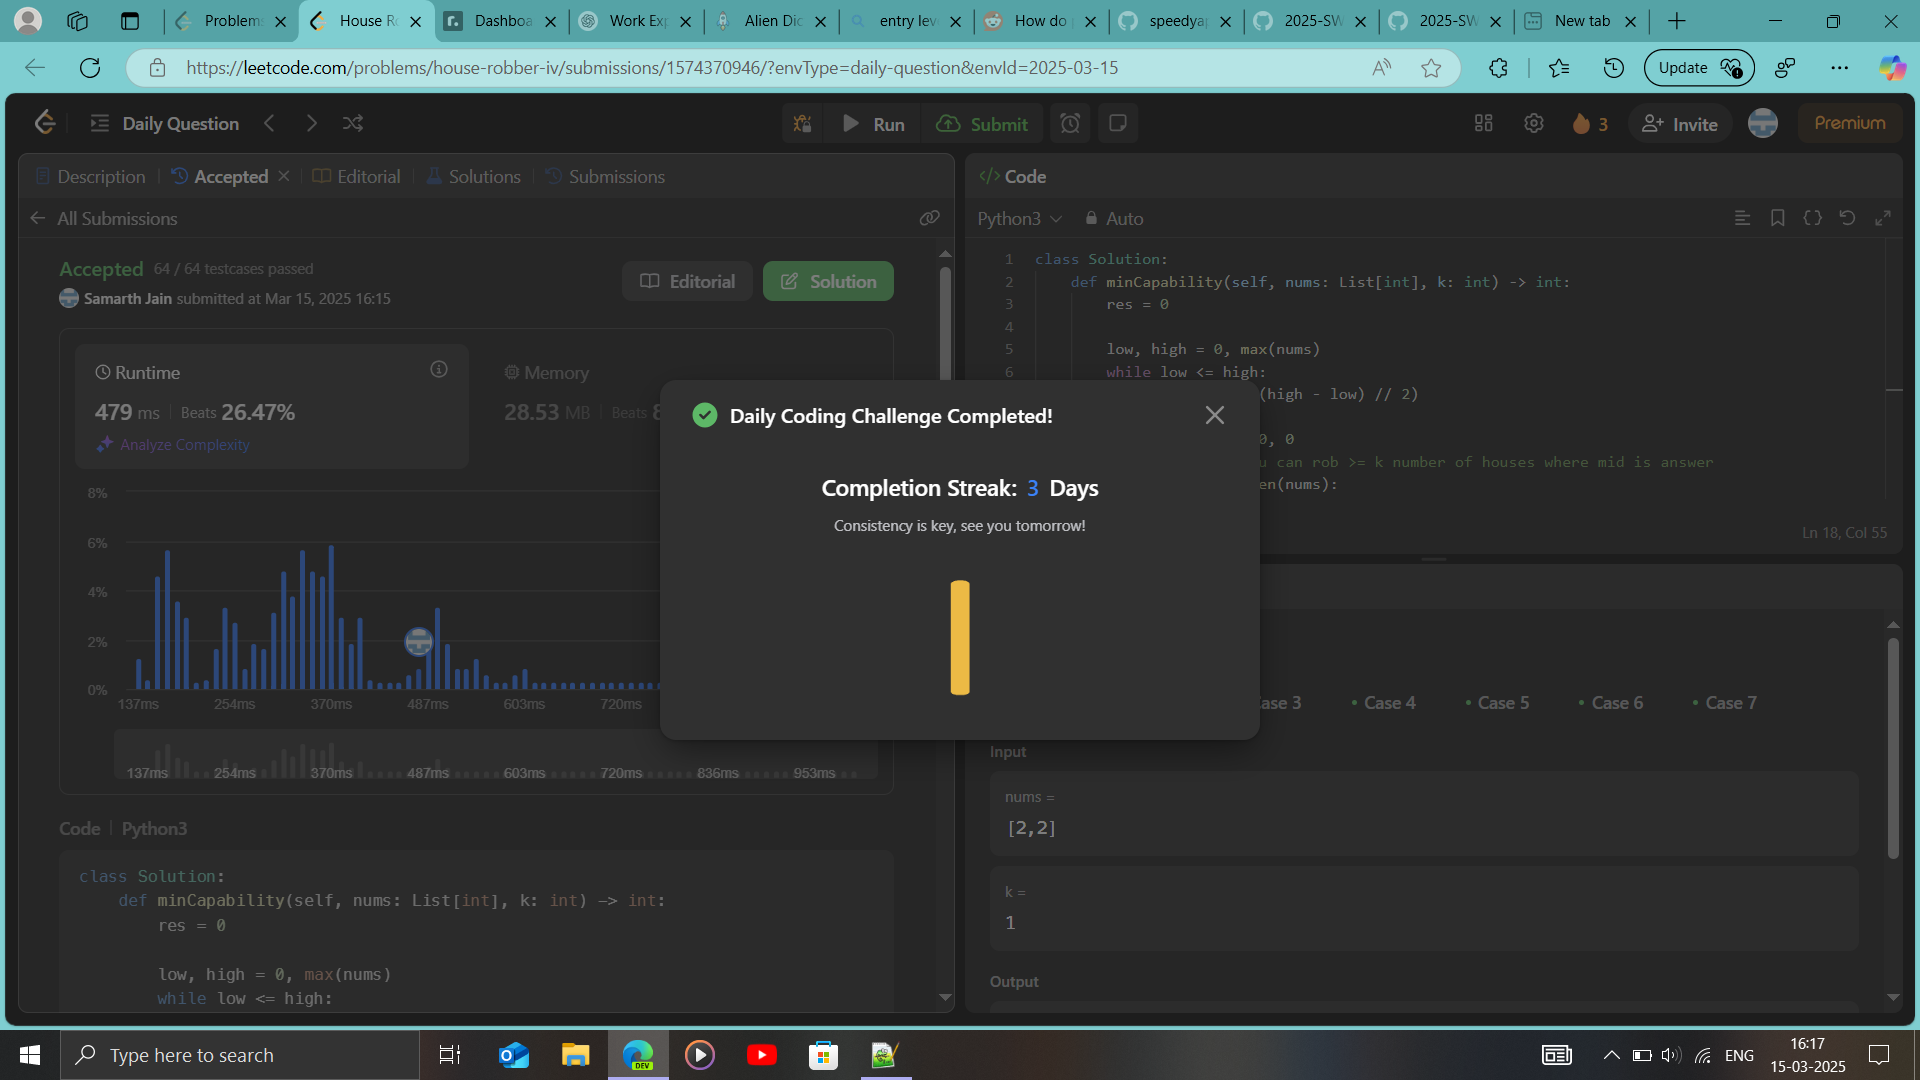 Problems
House Ro
Dashboa
Work Exp
Alien Dic
entry leve
How do
speedyap
2025-SW
2025-SW
New tab
https://leetcode.com/problems/house-robber-iv/submissions/1574370946/?envType=daily-question&envId=2025-03-15
Update
Daily Question
Run
Submit
3
Invite
Premium
Description
Accepted
Editorial
Solutions
Submissions
All Submissions
Accepted 64 / 64 testcases passed
Samarth Jain submitted at Mar 15, 2025 16:15
Editorial
Solution
Runtime
479 ms | Beats 26.47%
Analyze Complexity
Memory
28.53 MB | Beats
8%
6%
4%
2%
0%
137ms 254ms 370ms 487ms 603ms 720ms
137ms 254ms 370ms 487ms 603ms 720ms 836ms 953ms
Code | Python3
class Solution:
def minCapability(self, nums: List[int], k: int) -> int:
res = 0
low, high = 0, max(nums)
while low <= high:
</> Code
Python3
Auto
1 class Solution:
2 def minCapability(self, nums: List[int], k: int) -> int:
3 res = 0
4
5 low, high = 0, max(nums)
6 while low <= high:
(high - low) // 2)
0, 0
u can rob >= k number of houses where mid is answer
en(nums):
Ln 18, Col 55
Daily Coding Challenge Completed!
Completion Streak: 3 Days
Consistency is key, see you tomorrow!
ase 3
Case 4
Case 5
Case 6
Case 7
Input
nums =
[2,2]
k =
1
Output
Type here to search
DEV
ENG
16:17
15-03-2025